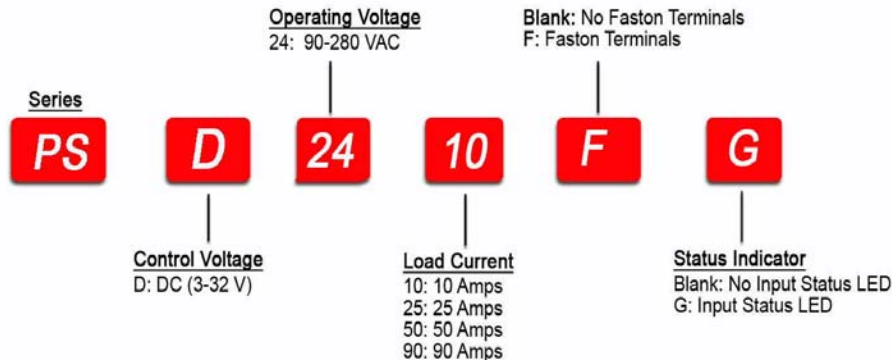 Operating Voltage
24: 90-280 VAC
Blank: No Faston Terminals
F: Faston Terminals
Series
PS
D
24
10
F
G
Control Voltage
D: DC (3-32 V)
Load Current
10: 10 Amps
25: 25 Amps
50: 50 Amps
90: 90 Amps
Status Indicator
Blank: No Input Status LED
G: Input Status LED